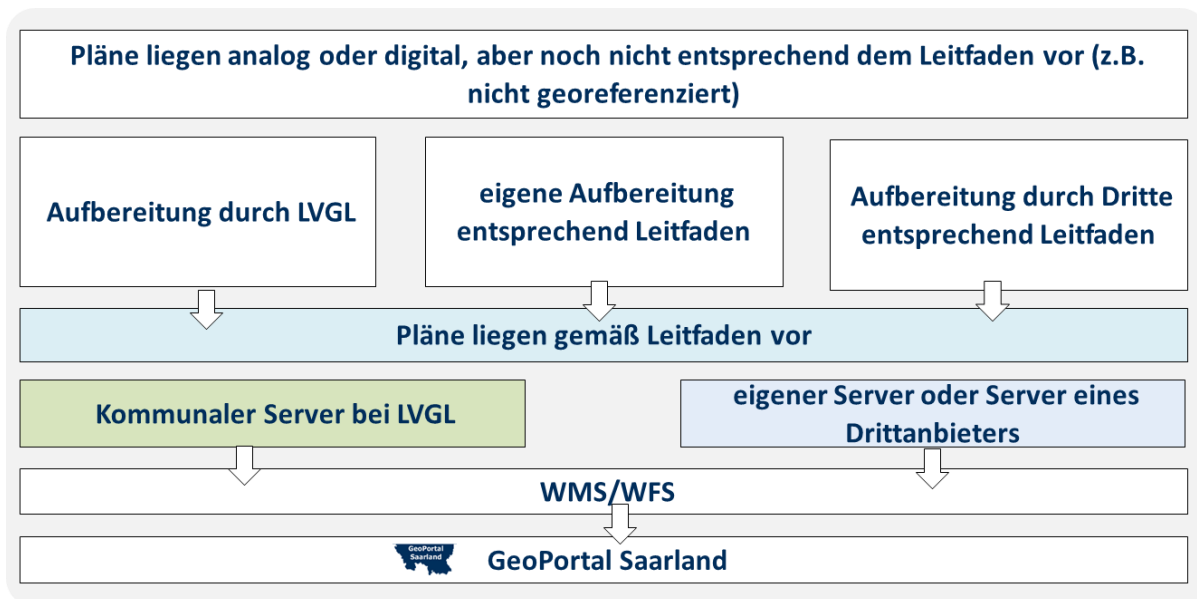 Pläne liegen analog oder digital, aber noch nicht entsprechend dem Leitfaden vor (z.B.
nicht georeferenziert)
Aufbereitung durch LVGL
eigene Aufbereitung
entsprechend Leitfaden
Aufbereitung durch Dritte
entsprechend Leitfaden
Pläne liegen gemäß Leitfaden vor
Kommunaler Server bei LVGL
eigener Server oder Server eines
Drittanbieters
WMS/WFS
GeoPortal
Saarland
GeoPortal Saarland